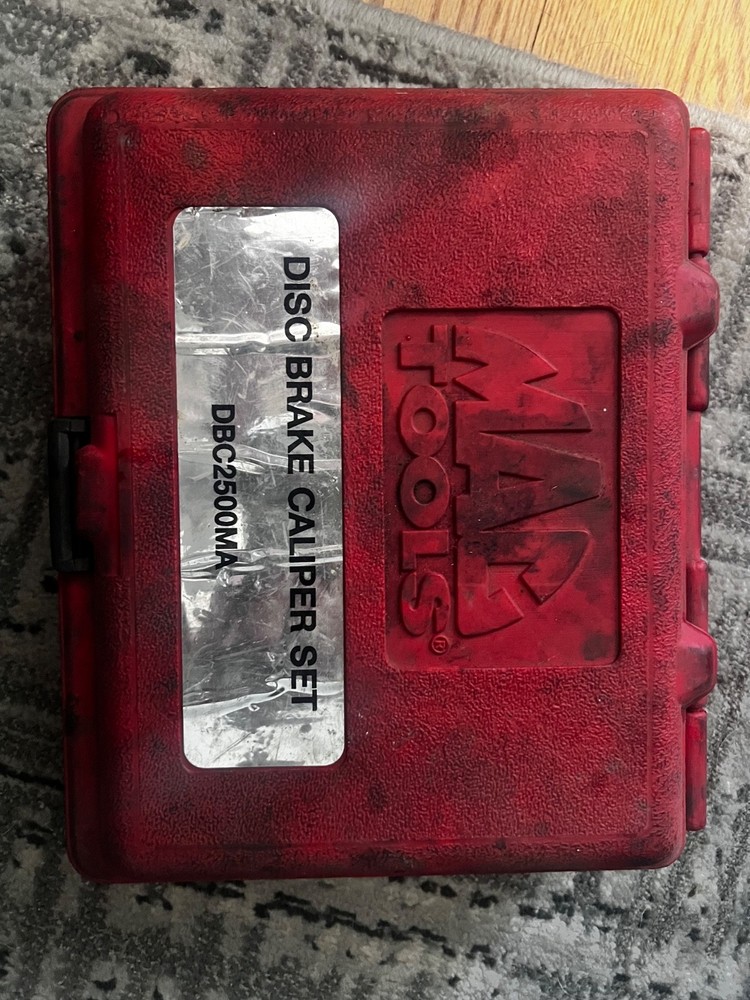 MAC
TOOLS®
DISC BRAKE CALIPER SET
DBC2500MA